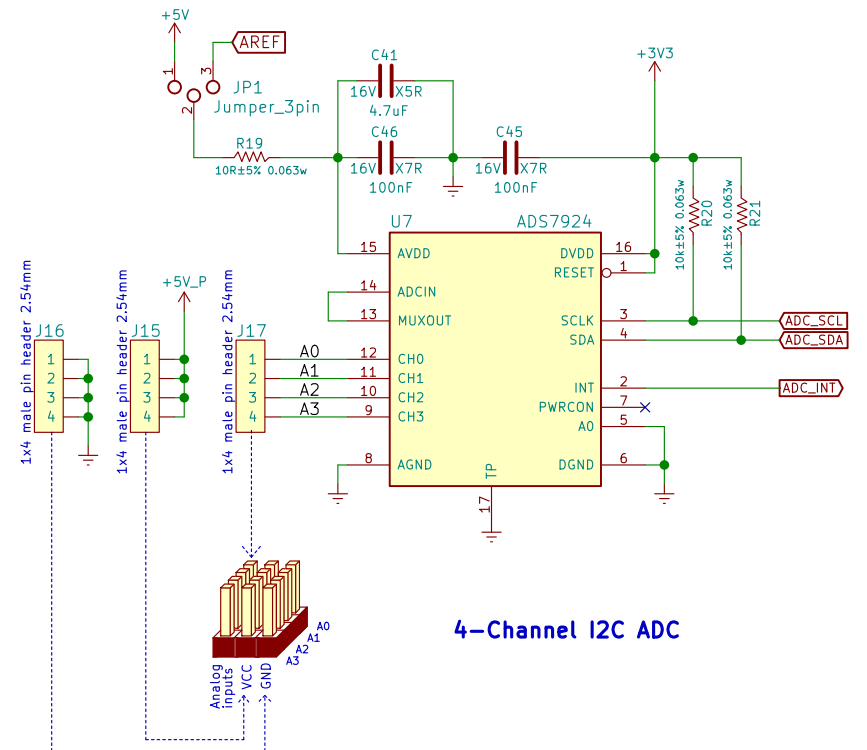 +5V
AREF
1
3
2
JP1
Jumper_3pin
R19
10R±5% 0.063w
C41
16V
X5R
4.7uF
C46
16V
X7R
100nF
C45
16V
X7R
100nF
+3V3
10k±5% 0.063w
R20
10k±5% 0.063w
R21
U7
ADS7924
15
AVDD
14
ADCIN
13
MUXOUT
12
CH0
11
CH1
10
CH2
9
CH3
8
AGND
DVDD
16
RESET
1
SCLK
3
SDA
4
INT
2
PWRCON
7
A0
5
DGND
6
TP
17
ADC_SCL
ADC_SDA
ADC_INT
1x4 male pin header 2.54mm
J16
1
2
3
4
1x4 male pin header 2.54mm
J15
1
2
3
4
+5V_P
1x4 male pin header 2.54mm
J17
1
2
3
4
A0
A1
A2
A3
A0
A1
A2
A3
Analog
inputs
VCC
GND
4-Channel I2C ADC